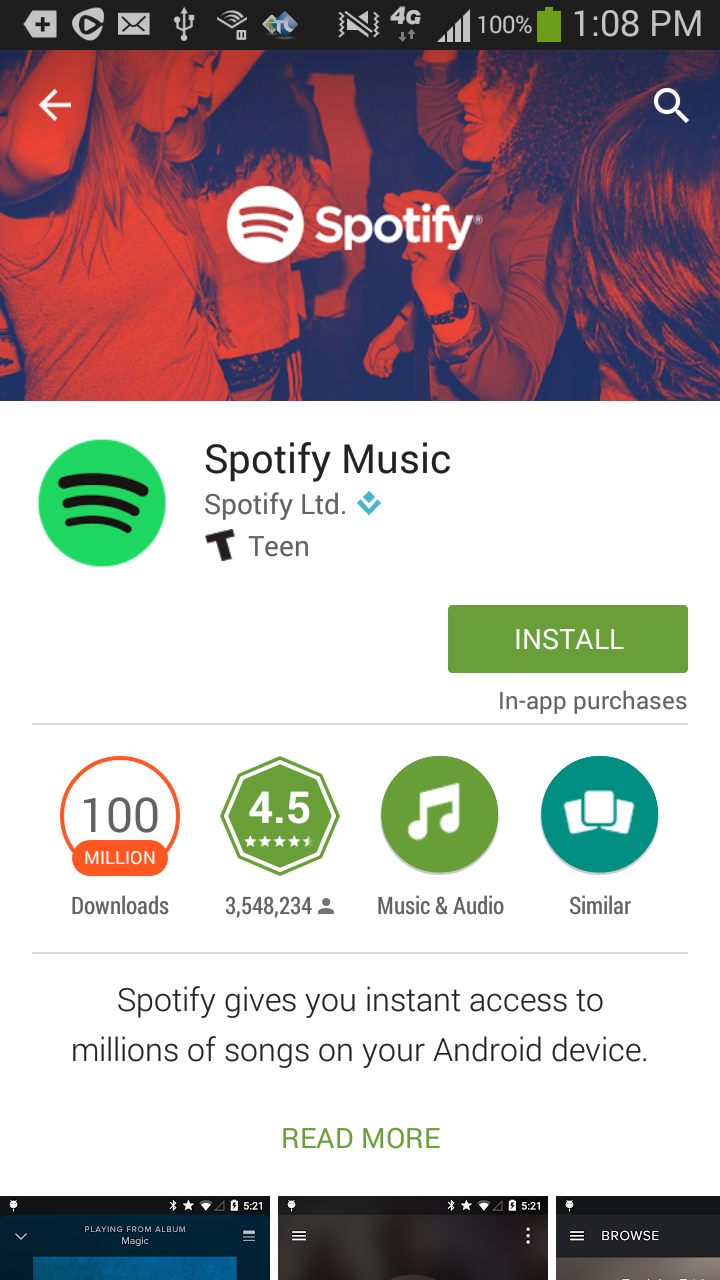 4G 100% 1:08 PM
Spotify®
Spotify Music
Spotify Ltd.
T Teen
INSTALL
In-app purchases
100
MILLION
4.5
Downloads
3,548,234
Music & Audio
Similar
Spotify gives you instant access to
millions of songs on your Android device.
READ MORE
5:21
5:21
PLAYING FROM ALBUM
Magic
BROWSE